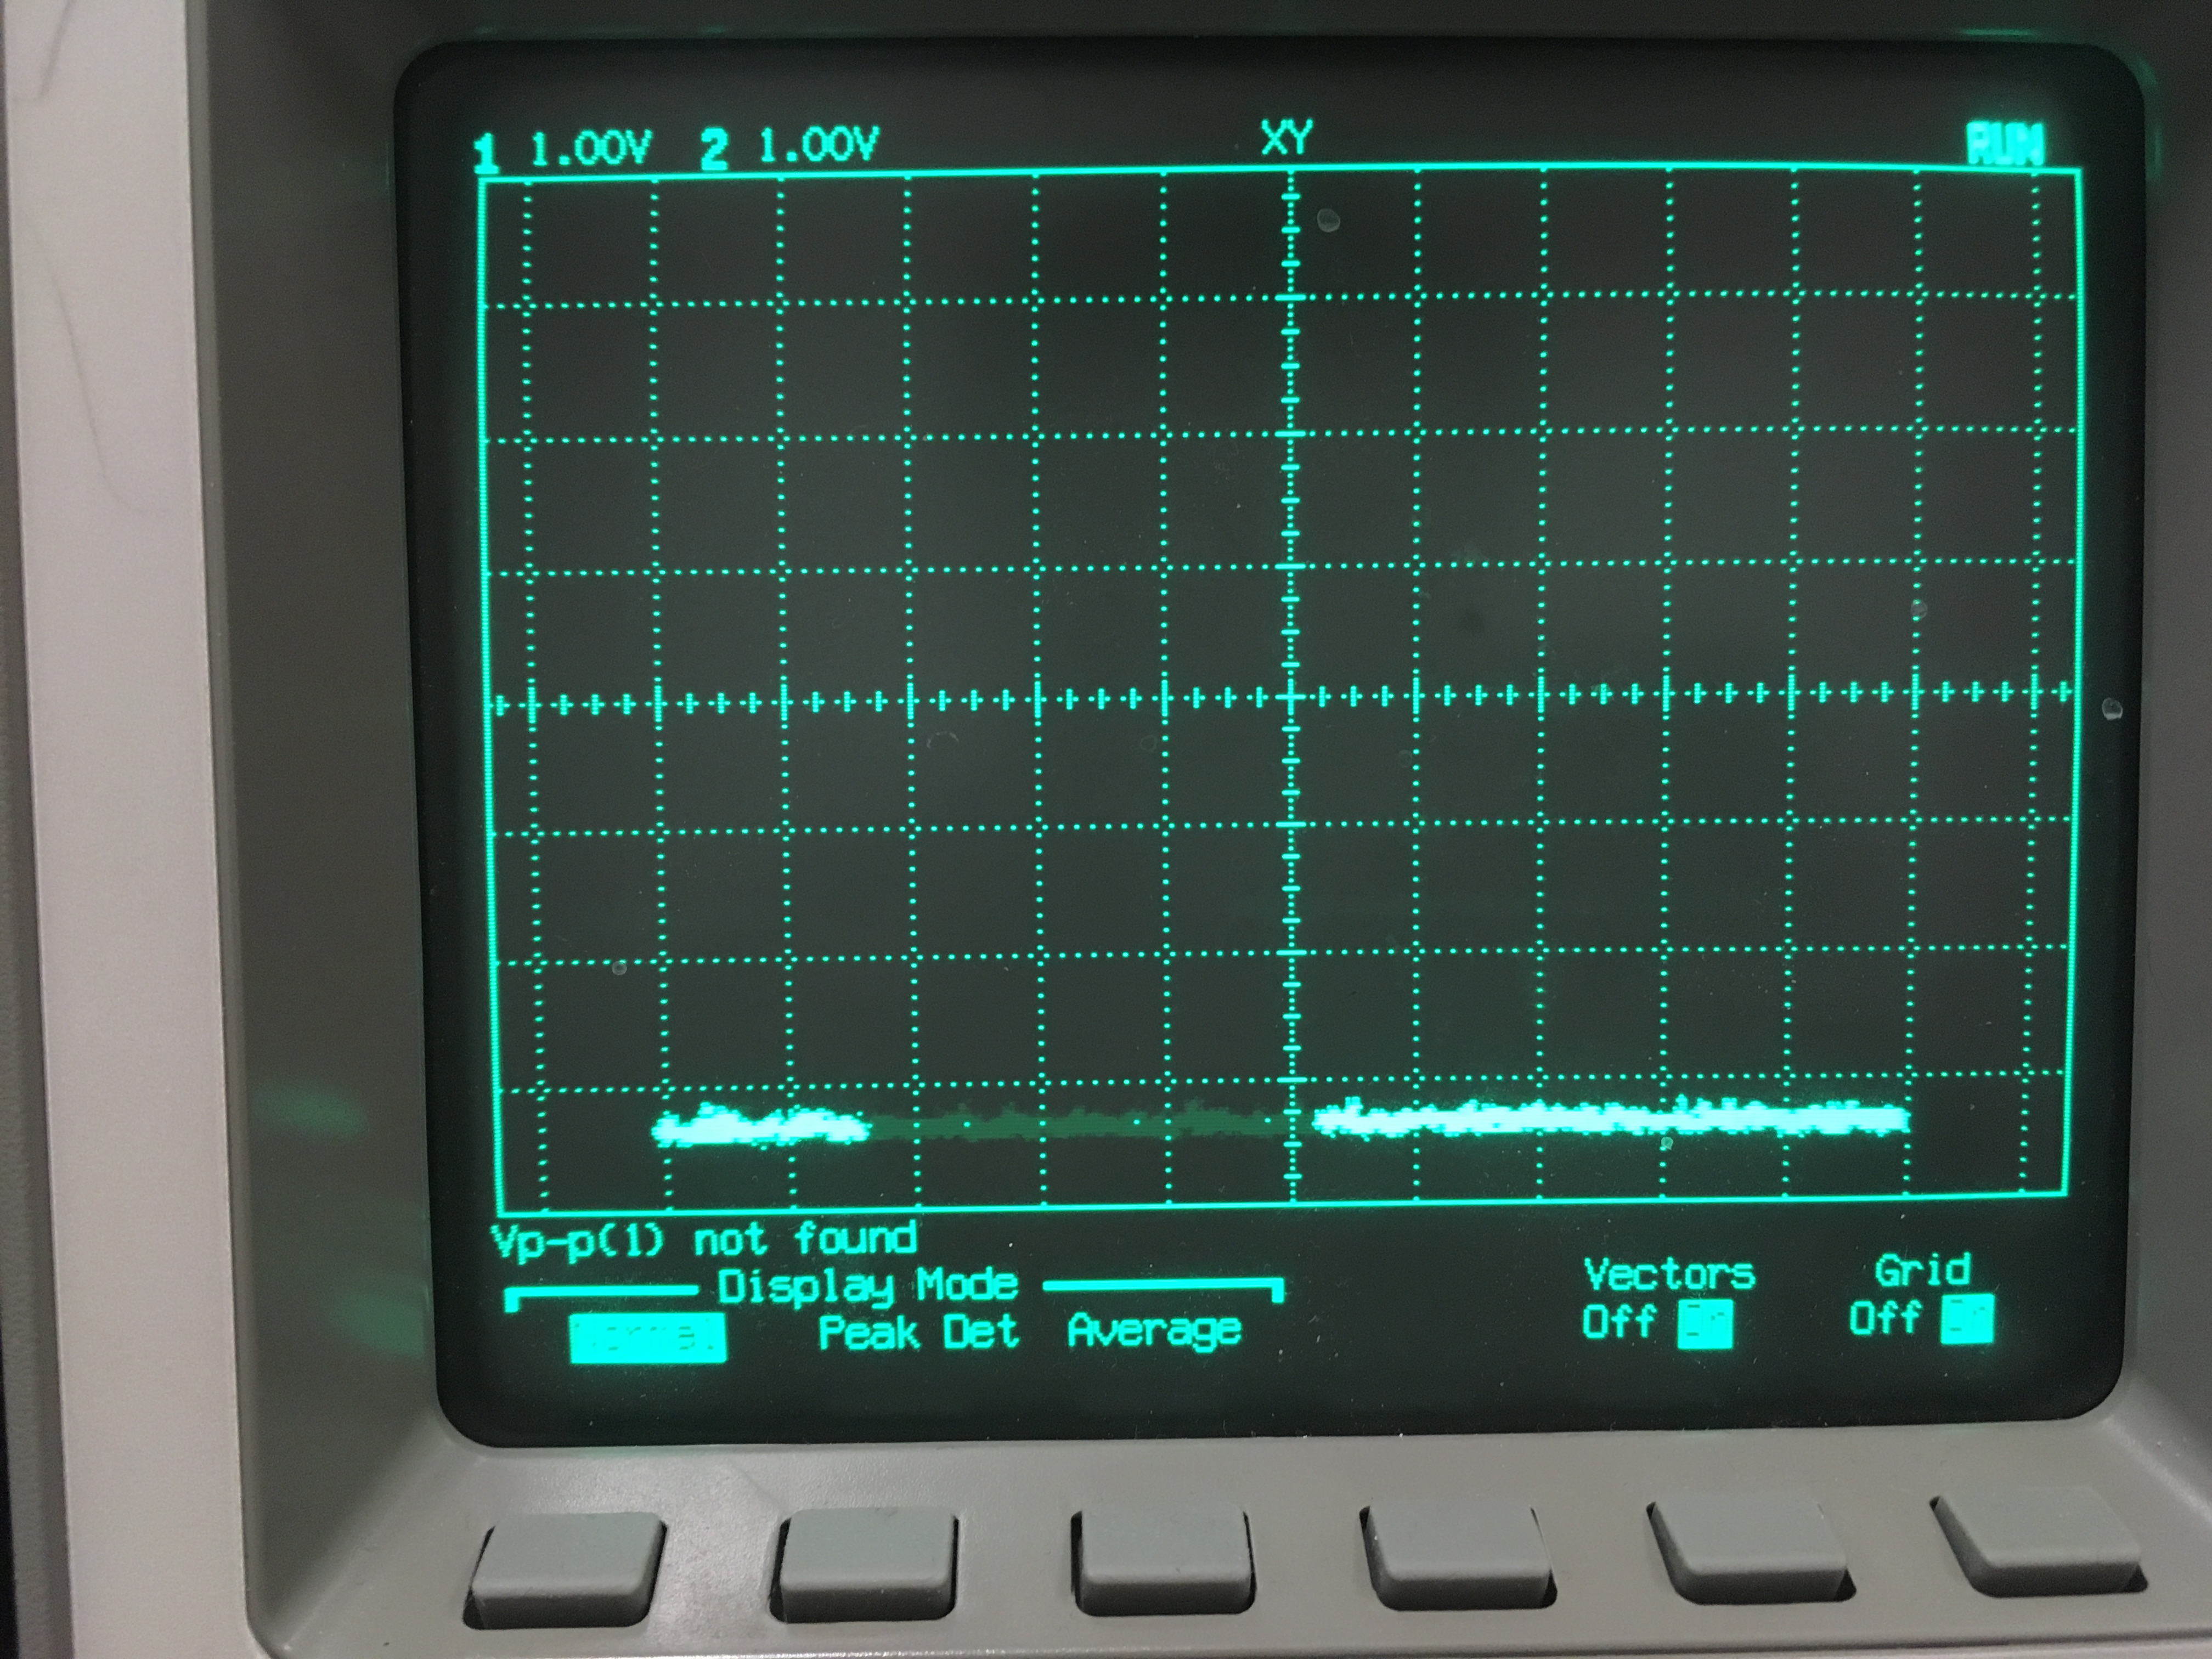 1 1.00V 2 1.00V XY RUN
Vp-p(1) not found
Display Mode Vectors Grid
Normal Peak Det Average Off On Off On